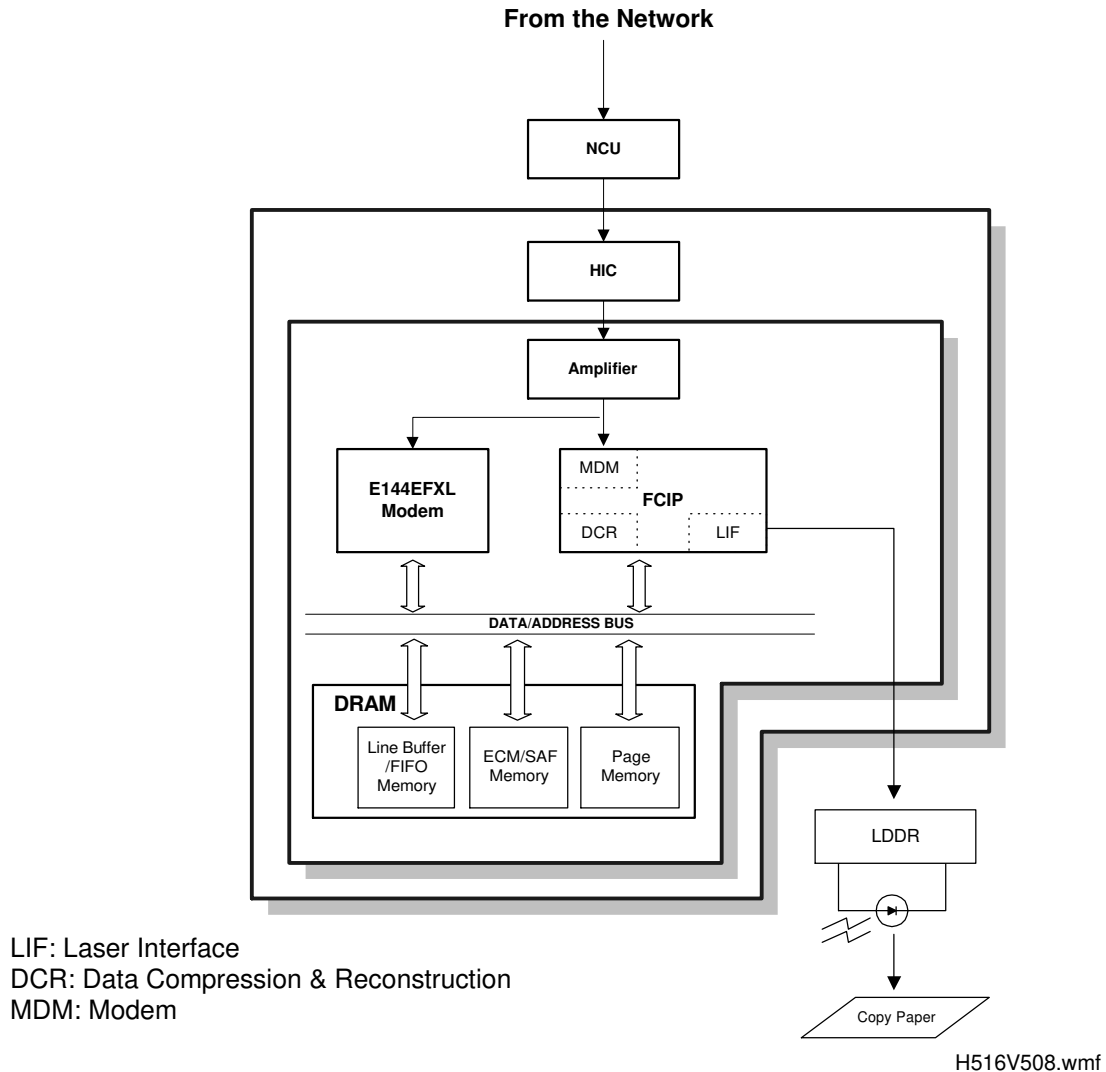 From the Network
NCU
HIC
Amplifier
E144EFXL
Modem
MDM
FCIP
DCR
LIF
DATA/ADDRESS BUS
DRAM
Line Buffer
/FIFO
Memory
ECM/SAF
Memory
Page
Memory
LDDR
Copy Paper
LIF: Laser Interface
DCR: Data Compression & Reconstruction
MDM: Modem
H516V508.wmf